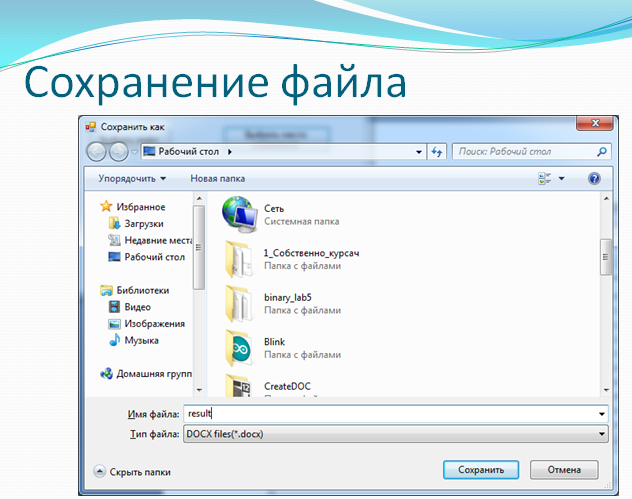 Сохранение файла
Сохранить как
Рабочий стол
Поиск: Рабочий стол
Упорядочить
Новая папка
Избранное
Загрузки
Недавние места
Рабочий стол
Библиотеки
Видео
Изображения
Музыка
Домашняя групп
Сеть
Системная папка
1_Собственно_курсач
Папка с файлами
binary_lab5
Папка с файлами
Blink
Папка с файлами
CreateDOC
Имя файла: result
Тип файла: DOCX files(*.docx)
Скрыть папки
Сохранить
Отмена